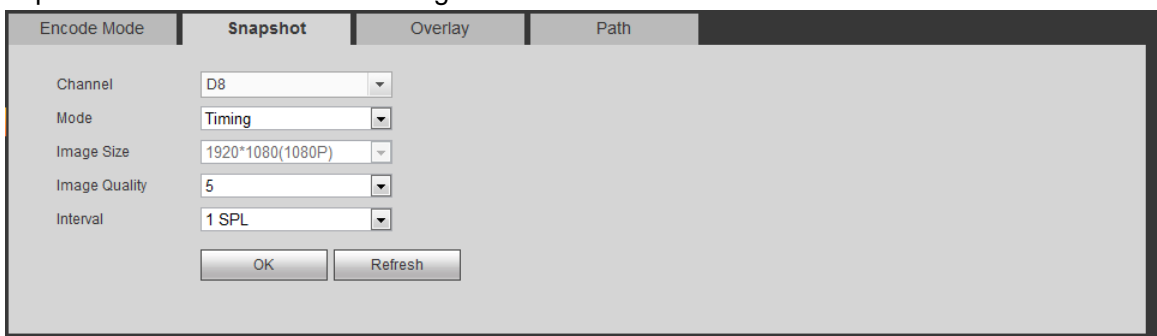 Encode Mode Snapshot Overlay Path
Channel D8
Mode Timing
Image Size 1920*1080(1080P)
Image Quality 5
Interval 1 SPL
OK Refresh